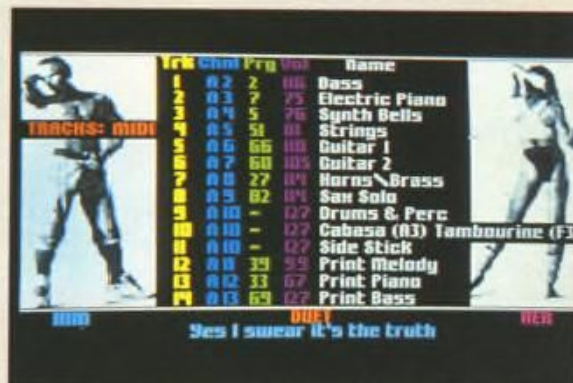 Trk Chnl Prg Vol Name
1 A2 2 116 Bass
2 A3 7 75 Electric Piano
3 A4 5 76 Synth Bells
TRACKS: MIDI
4 A5 51 81 Strings
5 A6 66 110 Guitar 1
6 A7 60 105 Guitar 2
7 A8 27 114 Horns\Brass
8 A9 82 114 Sax Solo
9 A10 - 127 Drums & Perc
10 A10 - 127 Cabasa (A3) Tambourine (F3
11 A10 - 127 Side Stick
12 A11 39 99 Print Melody
13 A12 33 67 Print Piano
14 A13 69 127 Print Bass
HIM DUET HER
Yes I swear it's the truth